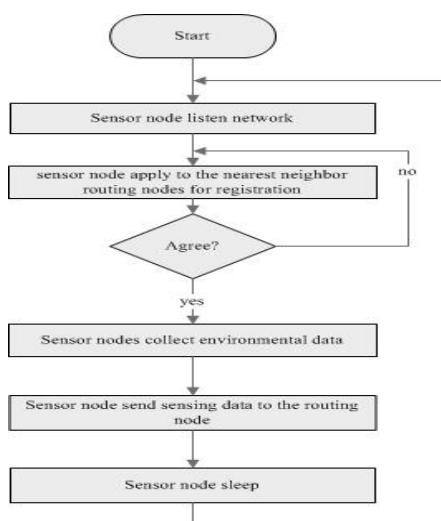 Start
Sensor node listen network
sensor node apply to the nearest neighbor
routing nodes for registration
no
Agree?
yes
Sensor nodes collect environmental data
Sensor node send sensing data to the routing
node
Sensor node sleep